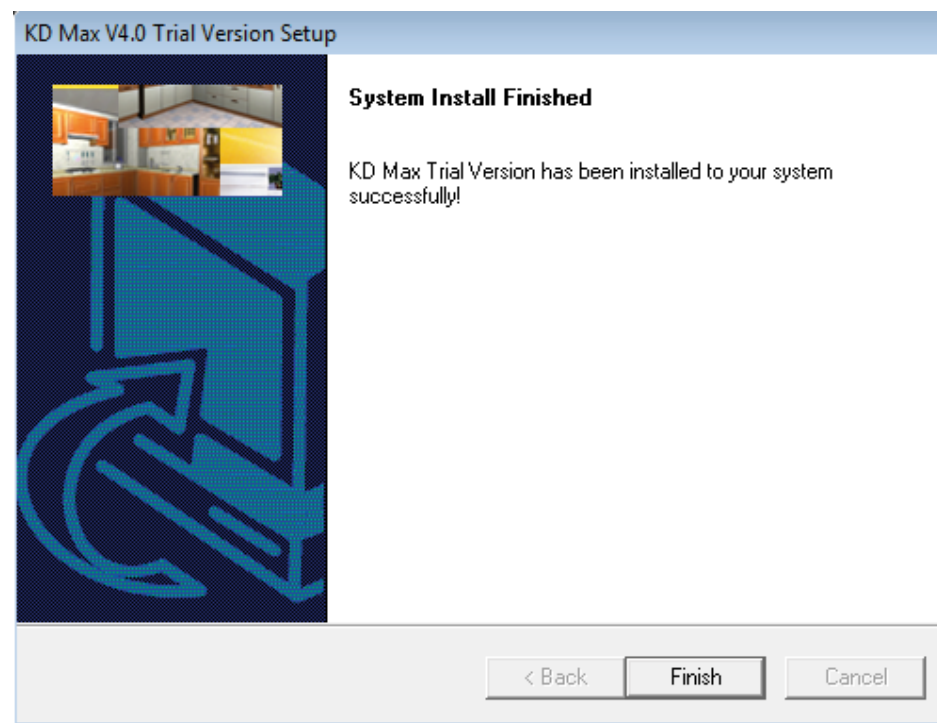 KD Max V4.0 Trial Version Setup
System Install Finished
KD Max Trial Version has been installed to your system
successfully!
< Back
Finish
Cancel